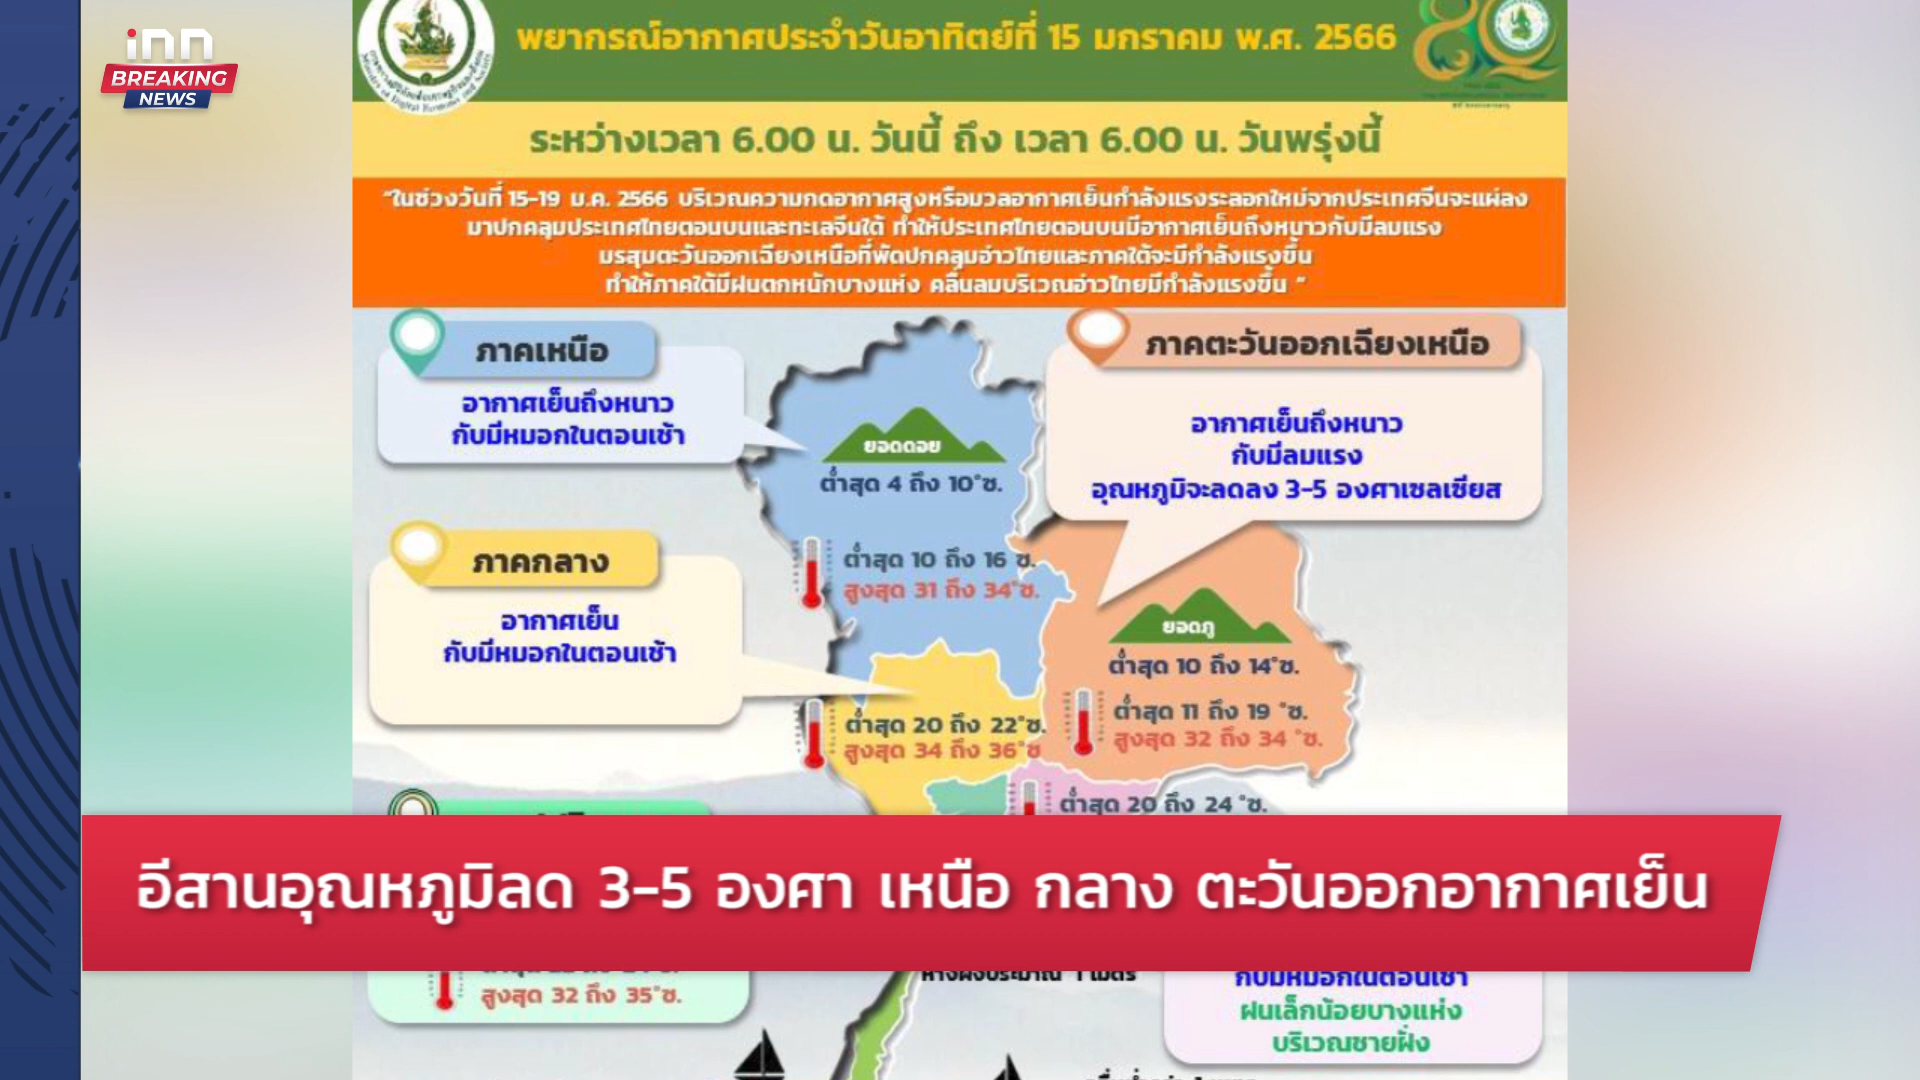 inn
BREAKING
NEWS
พยากรณ์อากาศประจำวันอาทิตย์ที่ 15 มกราคม พ.ศ. 2566
ระหว่างเวลา 6.00 น. วันนี้ ถึง เวลา 6.00 น. วันพรุ่งนี้
"ในช่วงวันที่ 15-19 ม.ค. 2566 บริเวณความกดอากาศสูงหรือมวลอากาศเย็นกำลังแรงระลอกใหม่จากประเทศจีนจะแผ่ลง
มาปกคลุมประเทศไทยตอนบนและทะเลจีนใต้ ทำให้ประเทศไทยตอนบนมีอากาศเย็นถึงหนาวกับมีลมแรง
มรสุมตะวันออกเฉียงเหนือที่พัดปกคลุมอ่าวไทยและภาคใต้จะมีกำลังแรงขึ้น
ทำให้ภาคใต้มีฝนตกหนักบางแห่ง คลื่นลมบริเวณอ่าวไทยมีกำลังแรงขึ้น "
ภาคเหนือ
อากาศเย็นถึงหนาว
กับมีหมอกในตอนเช้า
ยอดดอย
ต่ำสุด 4 ถึง 10°ซ.
ต่ำสุด 10 ถึง 16 ซ.
สูงสุด 31 ถึง 34°ซ.
ภาคตะวันออกเฉียงเหนือ
อากาศเย็นถึงหนาว
กับมีลมแรง
อุณหภูมิจะลดลง 3-5 องศาเซลเซียส
ยอดภู
ต่ำสุด 10 ถึง 14°ซ.
ต่ำสุด 11 ถึง 19 °ซ.
สูงสุด 32 ถึง 34 °ซ.
ภาคกลาง
อากาศเย็น
กับมีหมอกในตอนเช้า
ต่ำสุด 20 ถึง 22°ซ.
สูงสุด 34 ถึง 36°ซ
ต่ำสุด 20 ถึง 24 °ซ.
อีสานอุณหภูมิลด 3-5 องศา เหนือ กลาง ตะวันออกอากาศเย็น
สูงสุด 32 ถึง 35°ซ.
ห่างฝั่งประมาณ 1 เมตร
กับมีหมอกในตอนเช้า
ฝนเล็กน้อยบางแห่ง
บริเวณชายฝั่ง